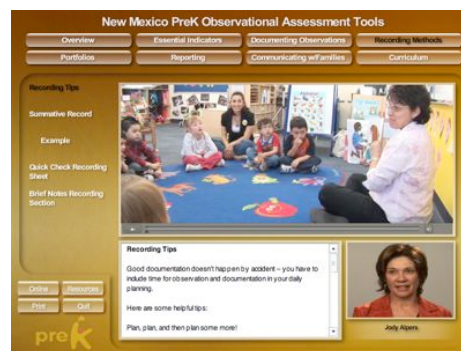 New Mexico PreK Observational Assessment Tools
Overview
Essential Indicators
Documenting Observations
Recording Methods
Portfolios
Reporting
Communicating w/Families
Curriculum
Recording Tips
Summative Record
Example
Quick Check Recording
Sheet
Brief Notes Recording
Section
Recording Tips
Good documentation doesn't happen by accident – you have to
include time for observation and documentation in your daily
planning.
Here are some helpful tips:
Plan, plan, and then plan some more!
Online
Resources
Print
Quit
prek
Jody Alpers